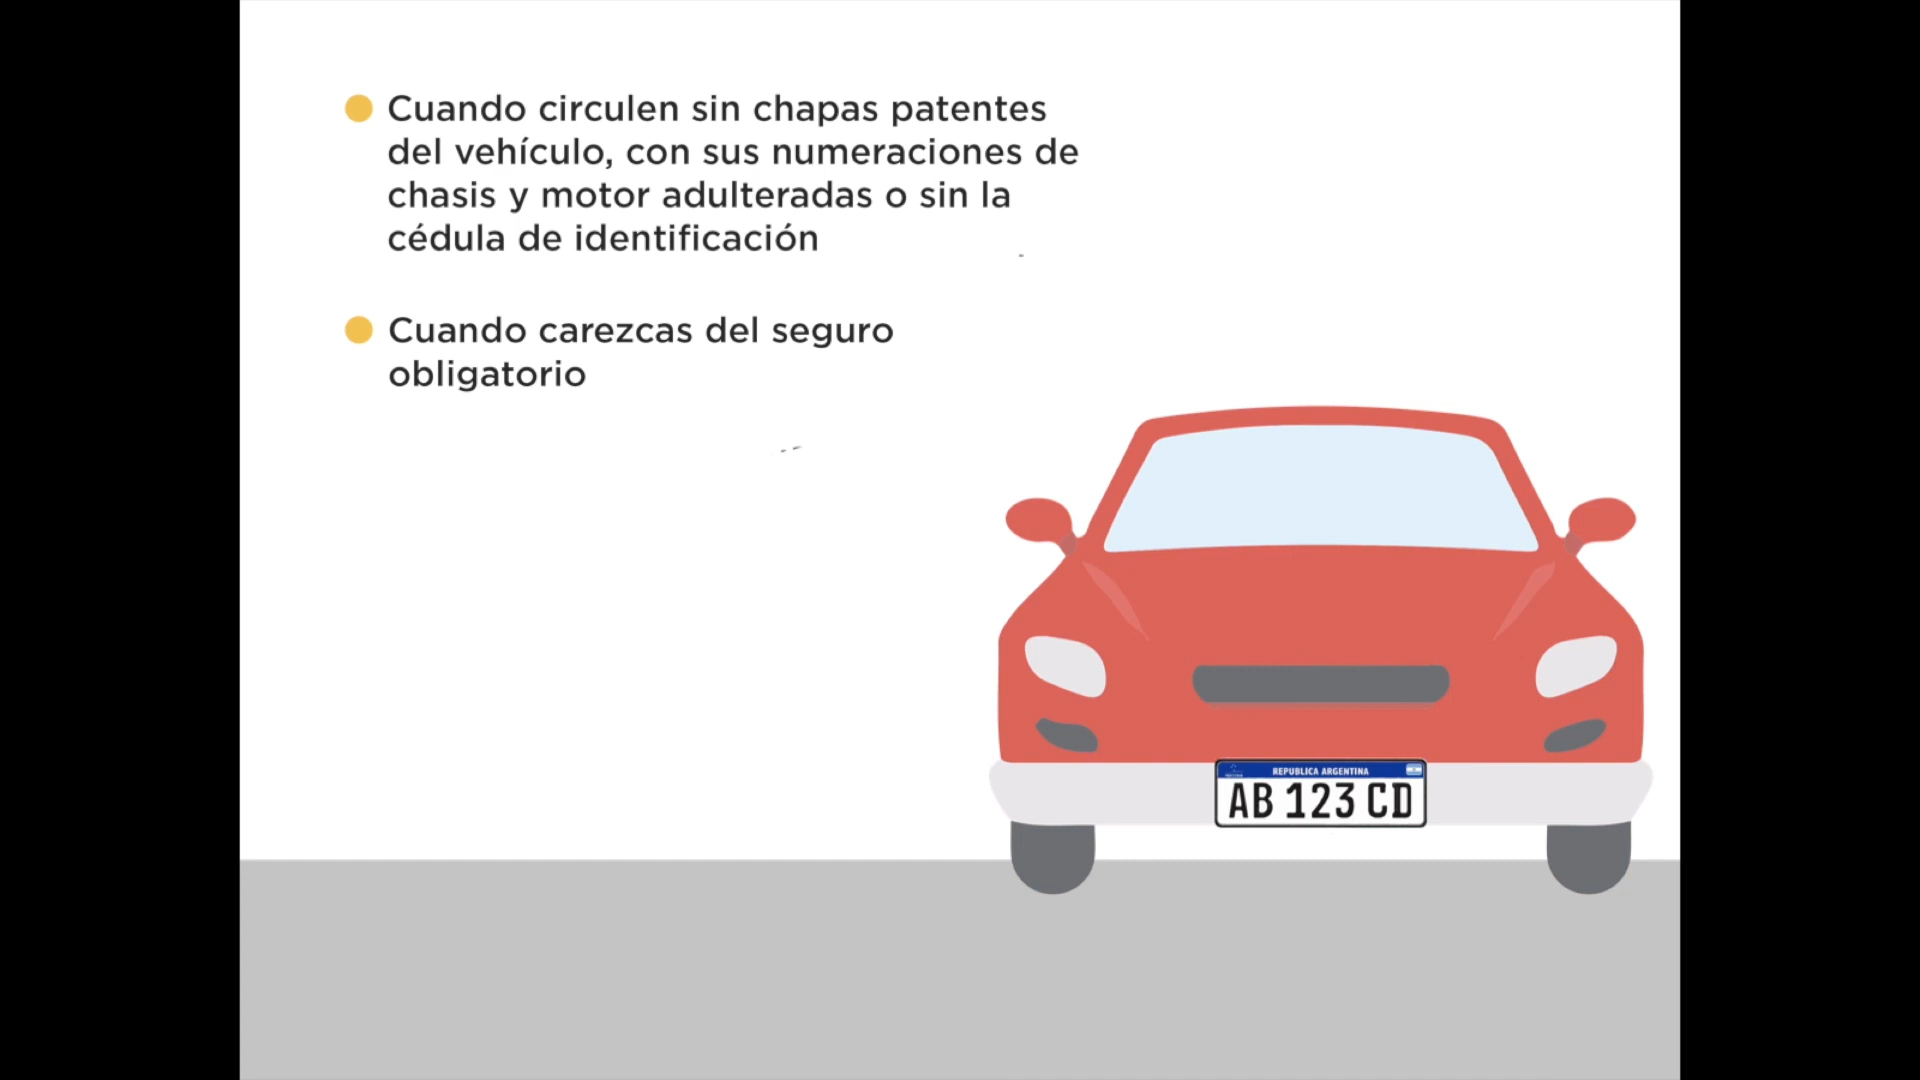 Cuando circulen sin chapas patentes
del vehículo, con sus numeraciones de
chasis y motor adulteradas o sin la
cédula de identificación
Cuando carezcas del seguro
obligatorio
REPUBLICA ARGENTINA
AB 123 CD